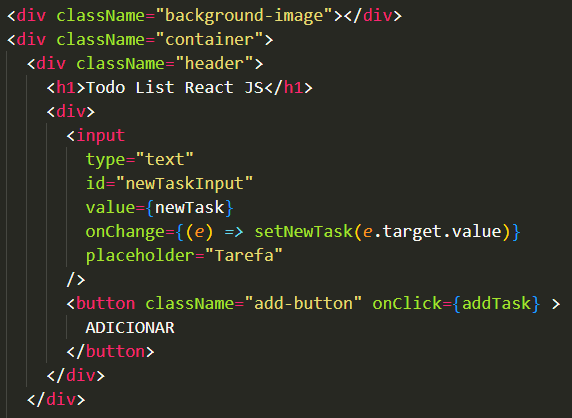 <div className="background-image"></div>
<div className="container">
  <div className="header">
    <h1>Todo List React JS</h1>
    <div>
      <input
        type="text"
        id="newTaskInput"
        value={newTask}
        onChange={(e) => setNewTask(e.target.value)}
        placeholder="Tarefa"
      />
      <button className="add-button" onClick={addTask} >
        ADICIONAR
      </button>
    </div>
  </div>